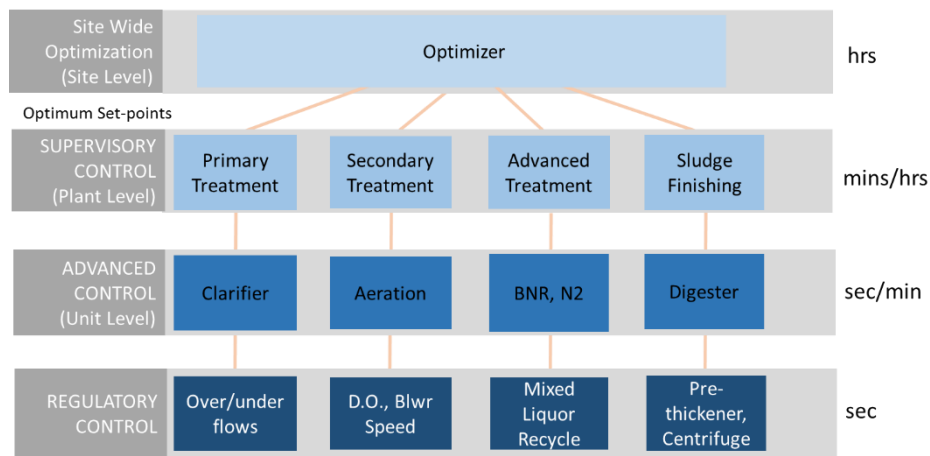 Site Wide
Optimization
(Site Level)
Optimizer
hrs
Optimum Set-points
SUPERVISORY
CONTROL
(Plant Level)
Primary
Treatment
Secondary
Treatment
Advanced
Treatment
Sludge
Finishing
mins/hrs
ADVANCED
CONTROL
(Unit Level)
Clarifier
Aeration
BNR, N2
Digester
sec/min
REGULATORY
CONTROL
Over/under
flows
D.O., Blwr
Speed
Mixed
Liquor
Recycle
Pre-
thickener,
Centrifuge
sec